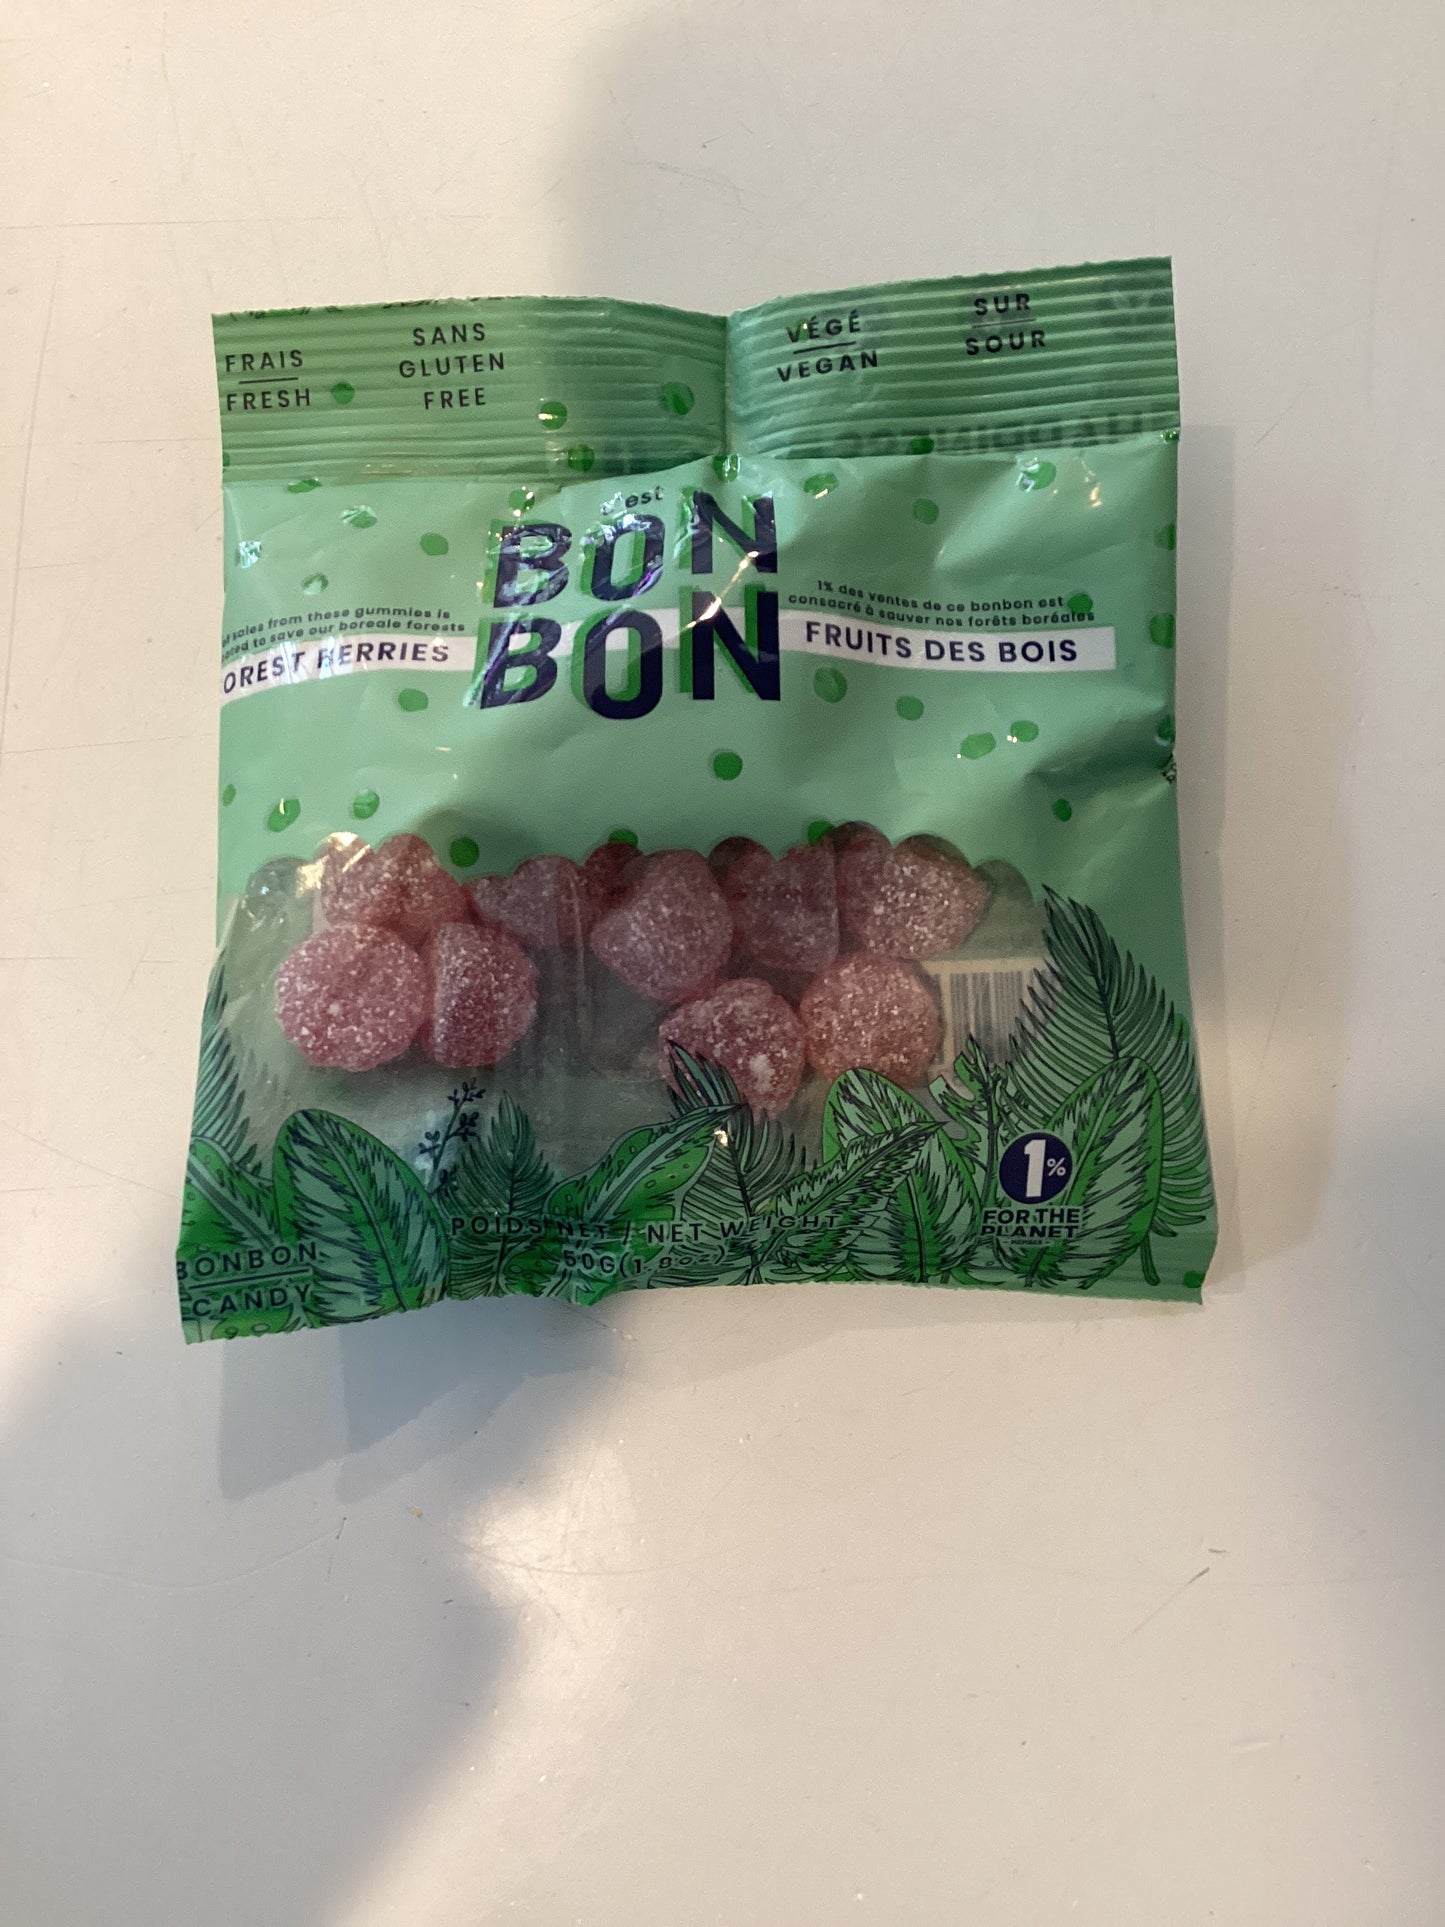 FRAIS
FRESH
SANS
GLUTEN
FREE
VÉGÉ
VEGAN
SUR
SOUR
c'est
BON
BON
sales from these gummies is
to save our boreale forests
OREST BERRIES
1% des ventes de ce bonbon est
consacré à sauver nos forêts boréales
FRUITS DES BOIS
1%
FOR THE
PLANET
POIDS NET / NET WEIGHT
50G(1.8oz)
BONBON
CANDY